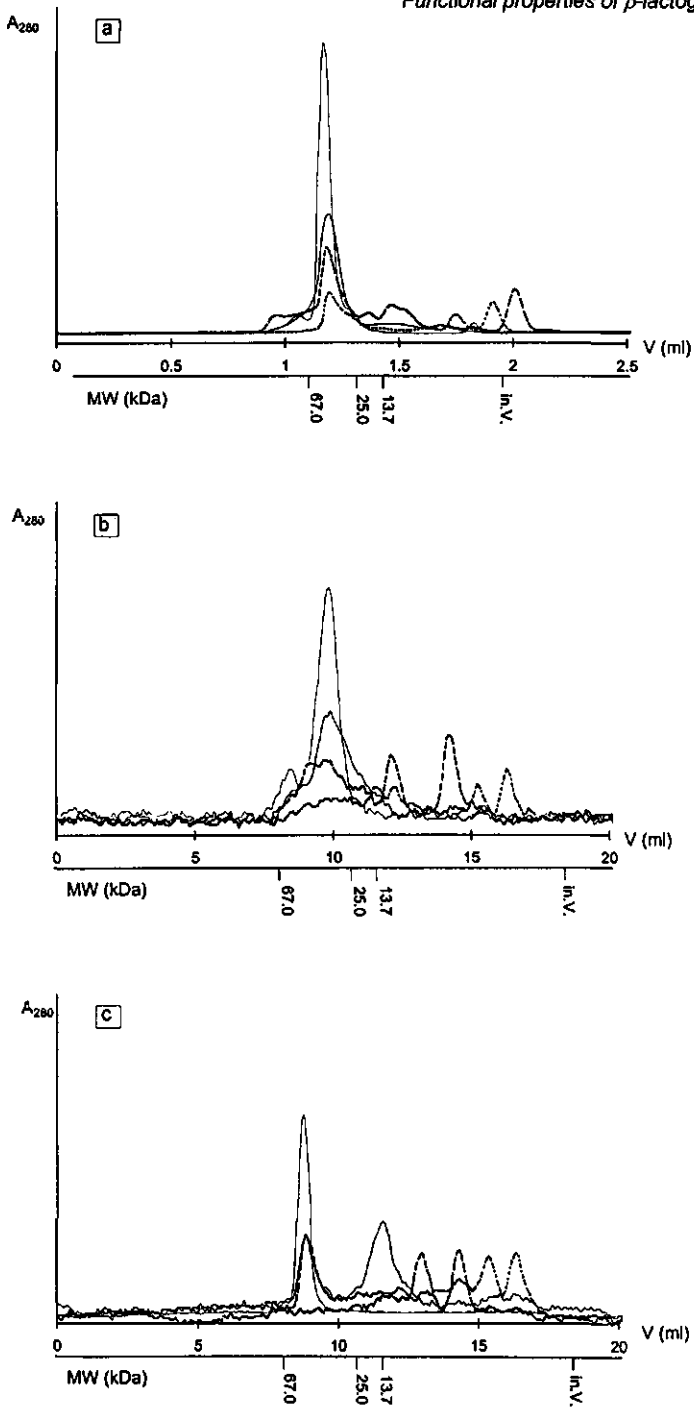 Functional properties of β-lactog
A₂₈₀
a
0 0.5 1 1.5 2 2.5 V (ml)
MW (kDa) 67.0 25.0 13.7 in.V.
A₂₈₀
b
0 5 10 15 20 V (ml)
MW (kDa) 67.0 25.0 13.7 in.V.
A₂₈₀
c
0 5 10 15 20 V (ml)
MW (kDa) 67.0 25.0 13.7 in.V.